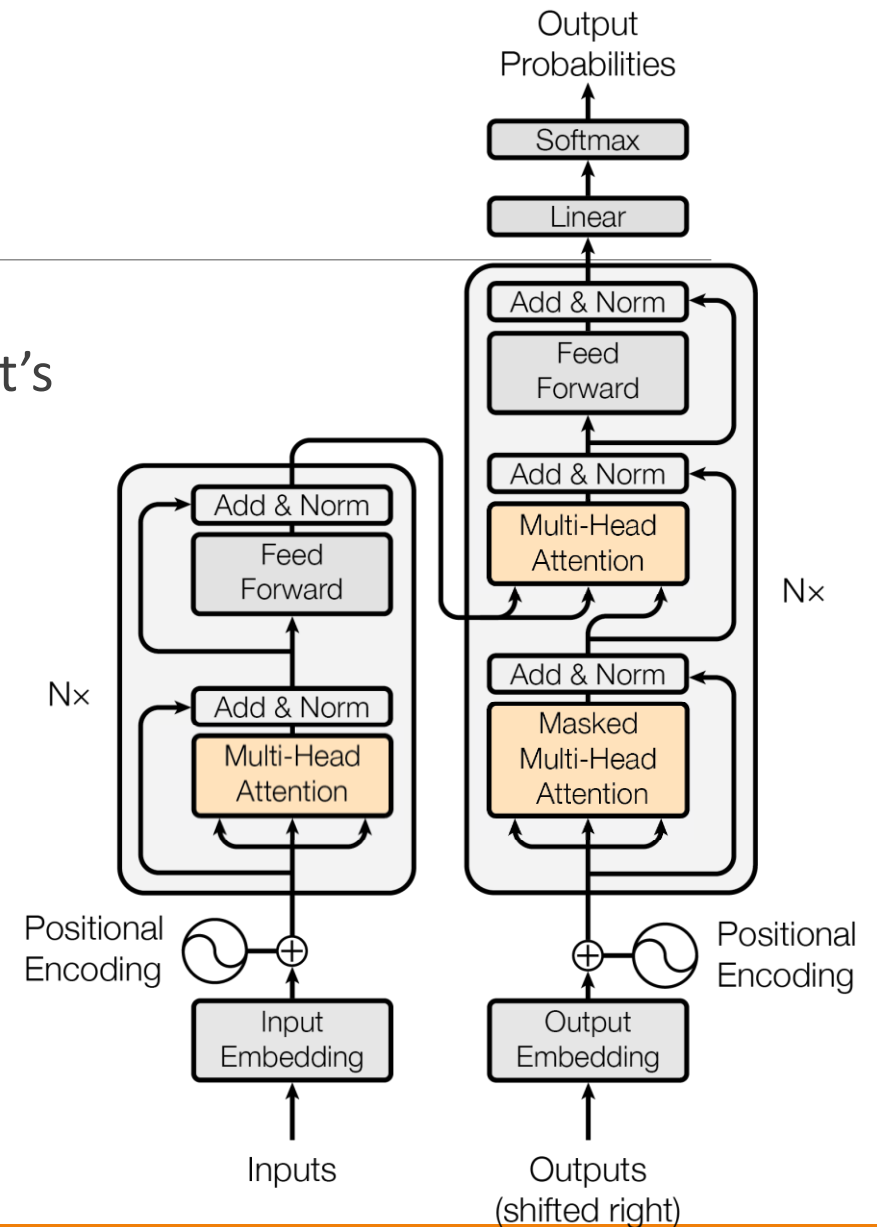 Output
Probabilities
Softmax
Linear
Add & Norm
Feed
Forward
Add & Norm
Multi-Head
Attention
Add & Norm
Masked
Multi-Head
Attention
Nx
t’s
Add & Norm
Feed
Forward
Add & Norm
Multi-Head
Attention
Nx
Positional
Encoding
Positional
Encoding
Input
Embedding
Output
Embedding
Inputs
Outputs
(shifted right)